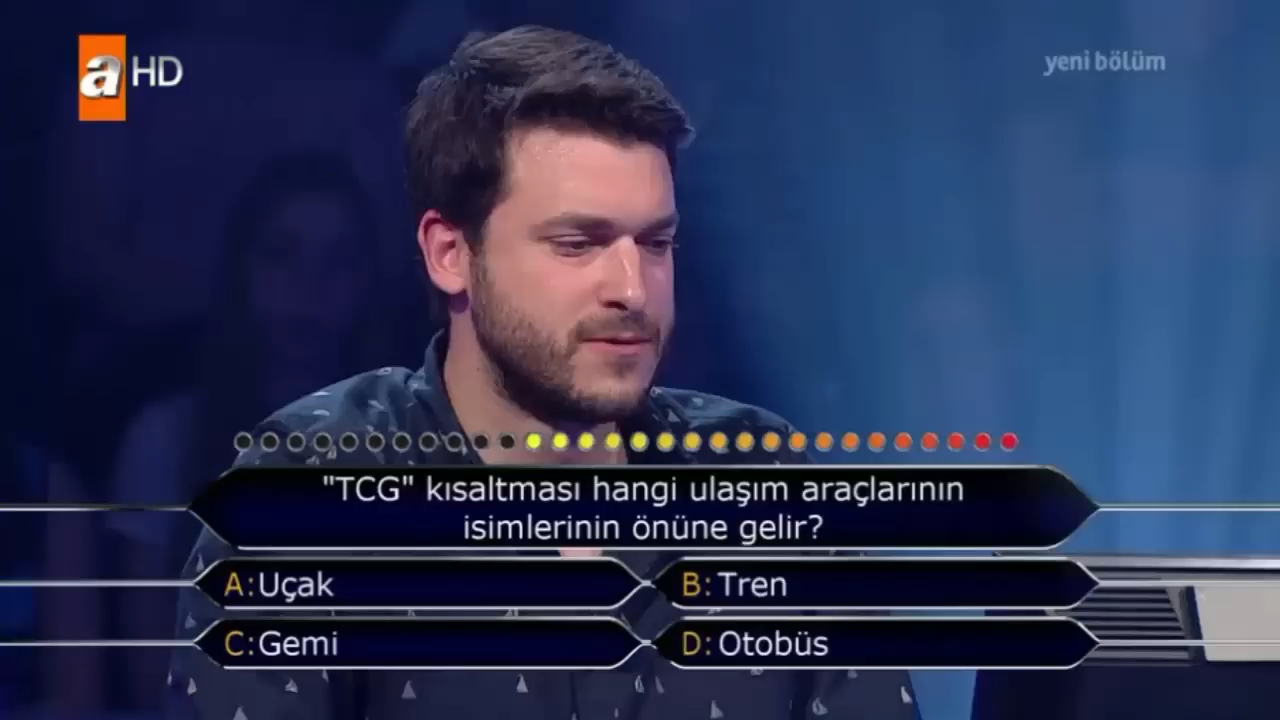 a HD
yeni bölüm
"TCG" kısaltması hangi ulaşım araçlarının
isimlerinin önüne gelir?
A: Uçak
B: Tren
C: Gemi
D: Otobüs